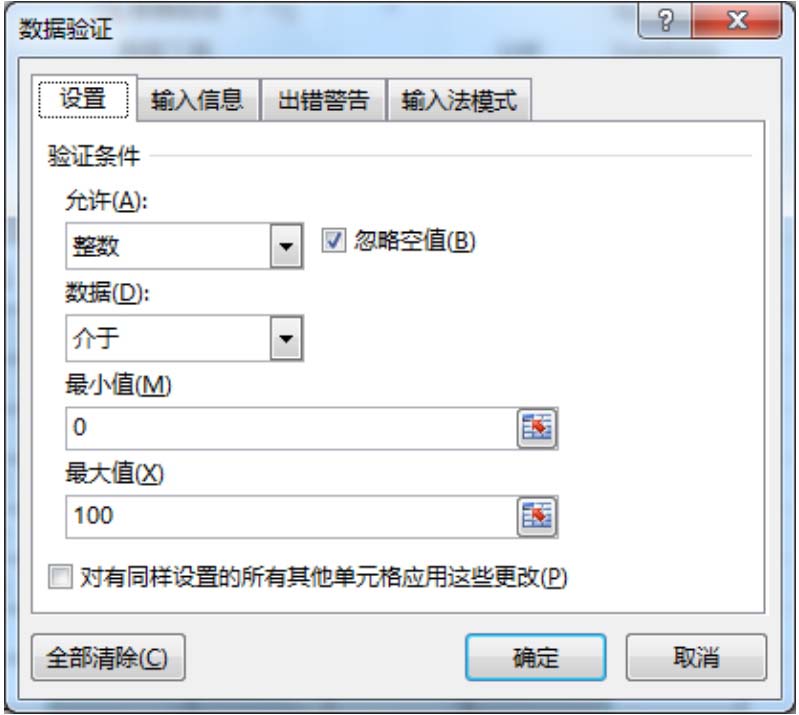 数据验证
设置 输入信息 出错警告 输入法模式
验证条件
允许(A):
整数 忽略空值(B)
数据(D):
介于
最小值(M)
0
最大值(X)
100
对有同样设置的所有其他单元格应用这些更改(P)
全部清除(C) 确定 取消